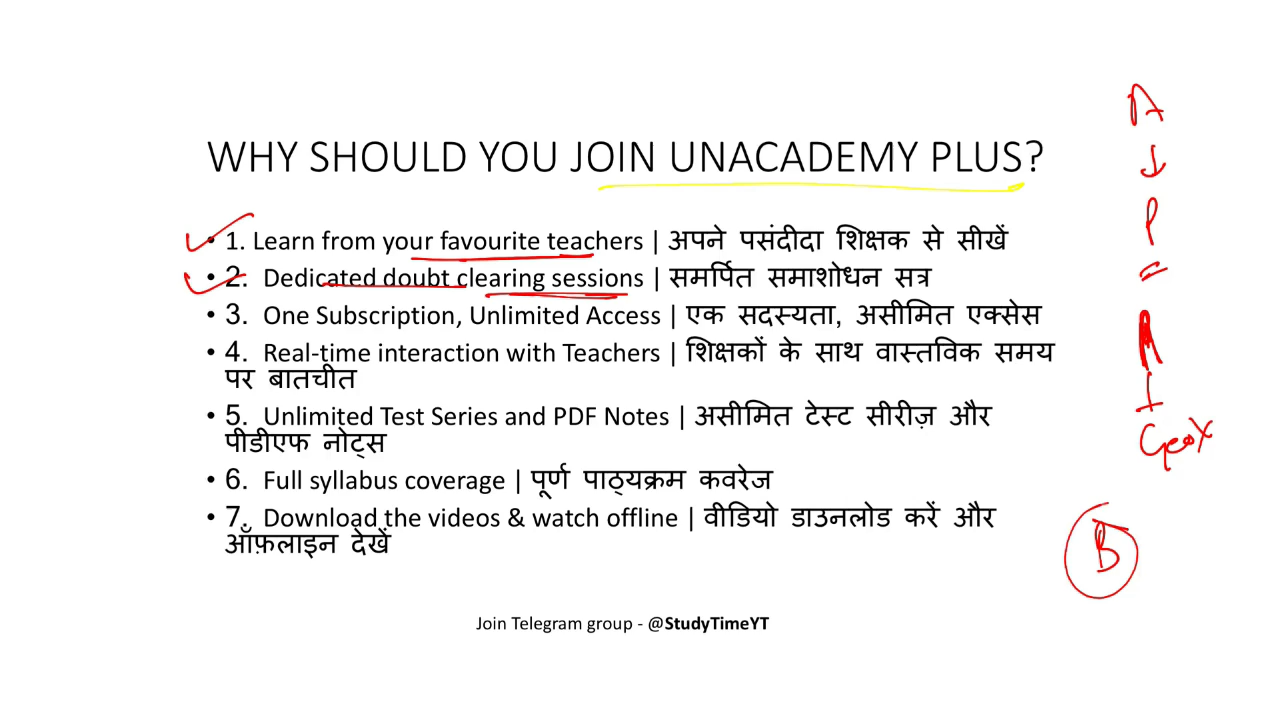 WHY SHOULD YOU JOIN UNACADEMY PLUS?
• 1. Learn from your favourite teachers | अपने पसंदीदा शिक्षक से सीखें
• 2. Dedicated doubt clearing sessions | समर्पित समाशोधन सत्र
• 3. One Subscription, Unlimited Access | एक सदस्यता, असीमित एक्सेस
• 4. Real-time interaction with Teachers | शिक्षकों के साथ वास्तविक समय
पर बातचीत
• 5. Unlimited Test Series and PDF Notes | असीमित टेस्ट सीरीज़ और
पीडीएफ नोट्स
• 6. Full syllabus coverage | पूर्ण पाठ्यक्रम कवरेज
• 7. Download the videos & watch offline | वीडियो डाउनलोड करें और
ऑफ़लाइन देखें
Join Telegram group - @StudyTimeYT
A
P
B